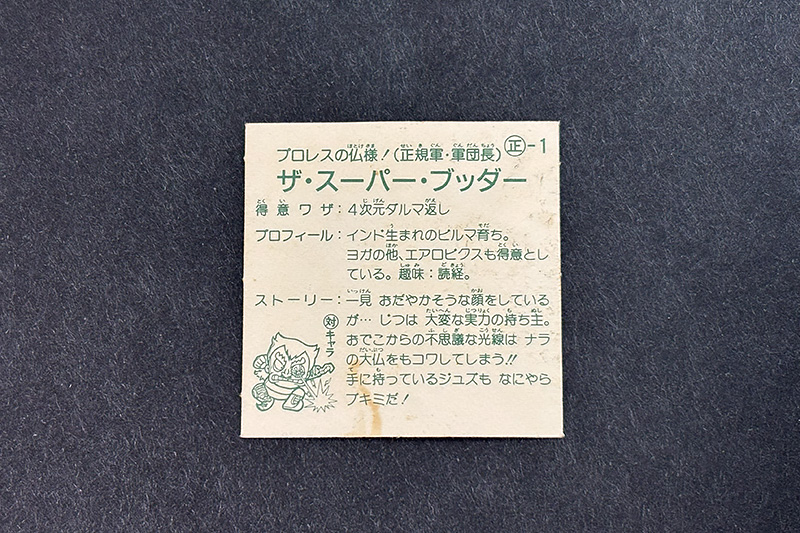 プロレスの仏様!(正規軍・軍団長) 正-1
ザ・スーパー・ブッダー
得意ワザ:4次元ダルマ返し
プロフィール:インド生まれのビルマ育ち。
ヨガの他、エアロビクスも得意とし
ている。趣味:読経。
ストーリー:一見 おだやかそうな顔をしている
が… じつは 大変な実力の持ち主。
おでこからの不思議な光線は ナラ
の大仏をもコワしてしまう!!
手に持っているジュズも なにやら
ブキミだ!
対キャラ